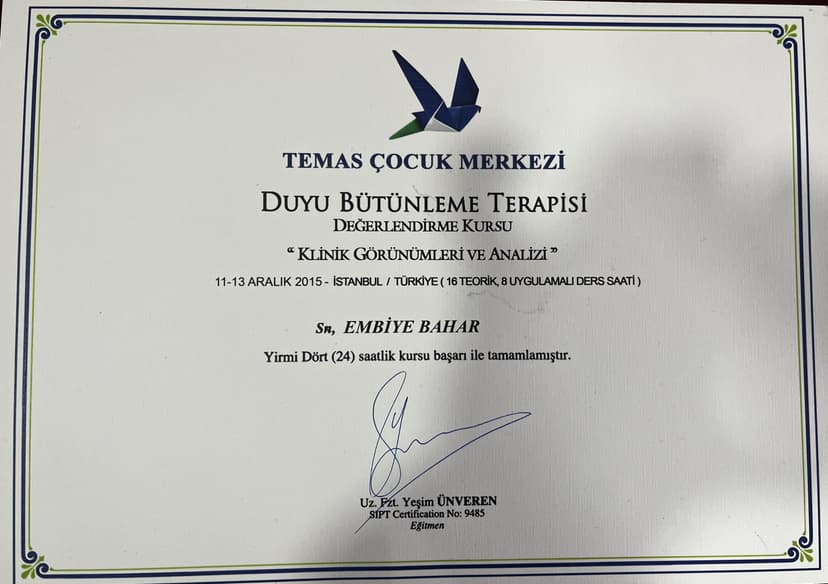 TEMAS ÇOCUK MERKEZİ
DUYU BÜTÜNLEME TERAPİSİ
DEĞERLENDİRME KURSU
“ KLİNİK GÖRÜNÜMLERİ VE ANALİZİ ”
11-13 ARALIK 2015 - İSTANBUL / TÜRKİYE ( 16 TEORİK, 8 UYGULAMALI DERS SAATİ )
Sn, EMBİYE BAHAR
Yirmi Dört (24) saatlik kursu başarı ile tamamlamıştır.
Uz. Fzt. Yeşim ÜNVEREN
SIPT Certification No: 9485
Eğitmen